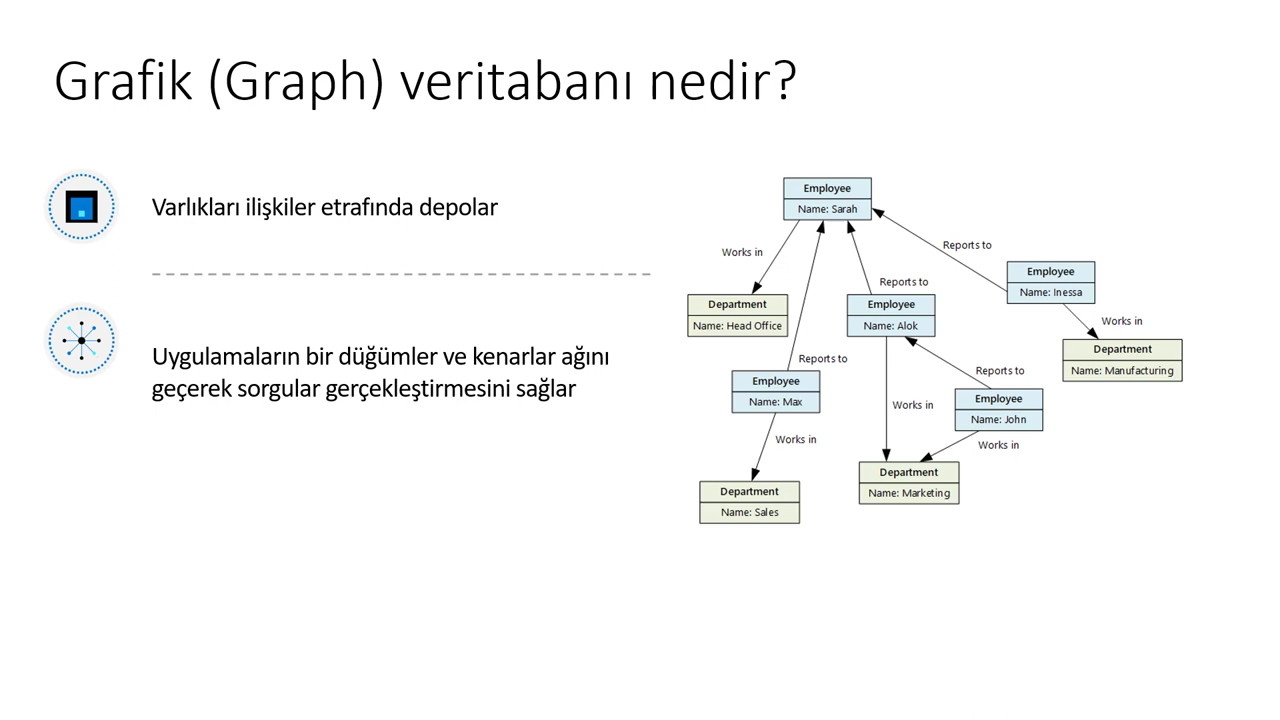 Grafik (Graph) veritabanı nedir?
Varlıkları ilişkiler etrafında depolar
Uygulamaların bir düğümler ve kenarlar ağını
geçerek sorgular gerçekleştirmesini sağlar
Employee
Name: Sarah
Works in
Reports to
Employee
Name: Inessa
Reports to
Department
Name: Head Office
Employee
Name: Alok
Works in
Department
Name: Manufacturing
Reports to
Employee
Name: Max
Reports to
Employee
Name: John
Works in
Works in
Works in
Department
Name: Marketing
Department
Name: Sales